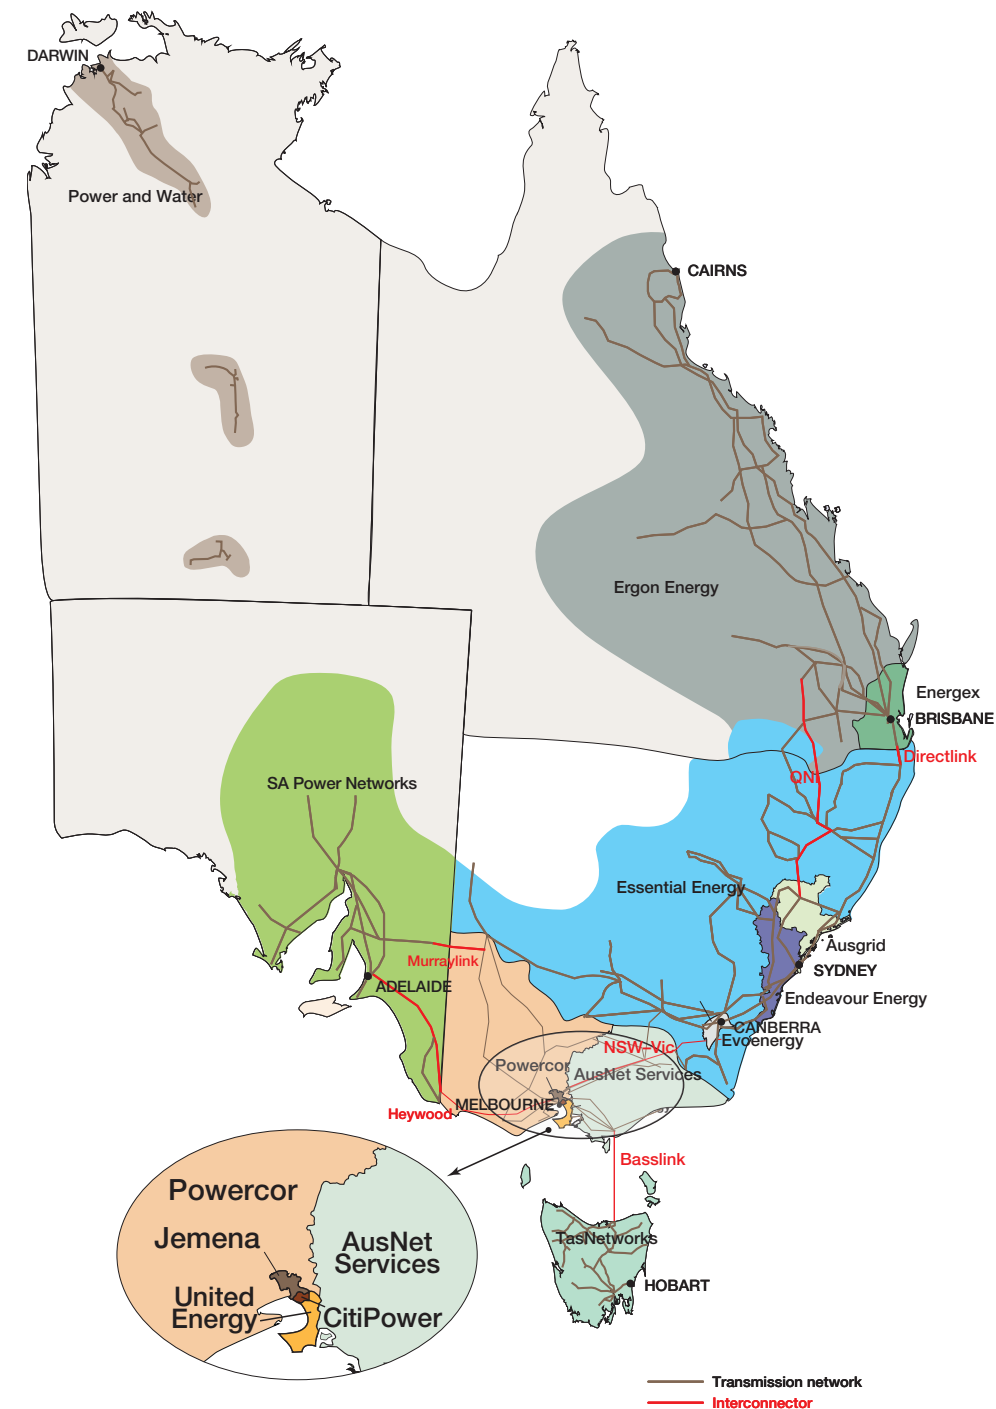 DARWIN
Power and Water
CAIRNS
Ergon Energy
Energex
BRISBANE
Directlink
QNI
SA Power Networks
Essential Energy
Ausgrid
Murraylink
SYDNEY
ADELAIDE
Endeavour Energy
CANBERRA
Evoenergy
NSW–Vic
Powercor
AusNet Services
MELBOURNE
Heywood
Basslink
Powercor
Jemena
AusNet
Services
United
Energy
CitiPower
TasNetworks
HOBART
Transmission network
Interconnector